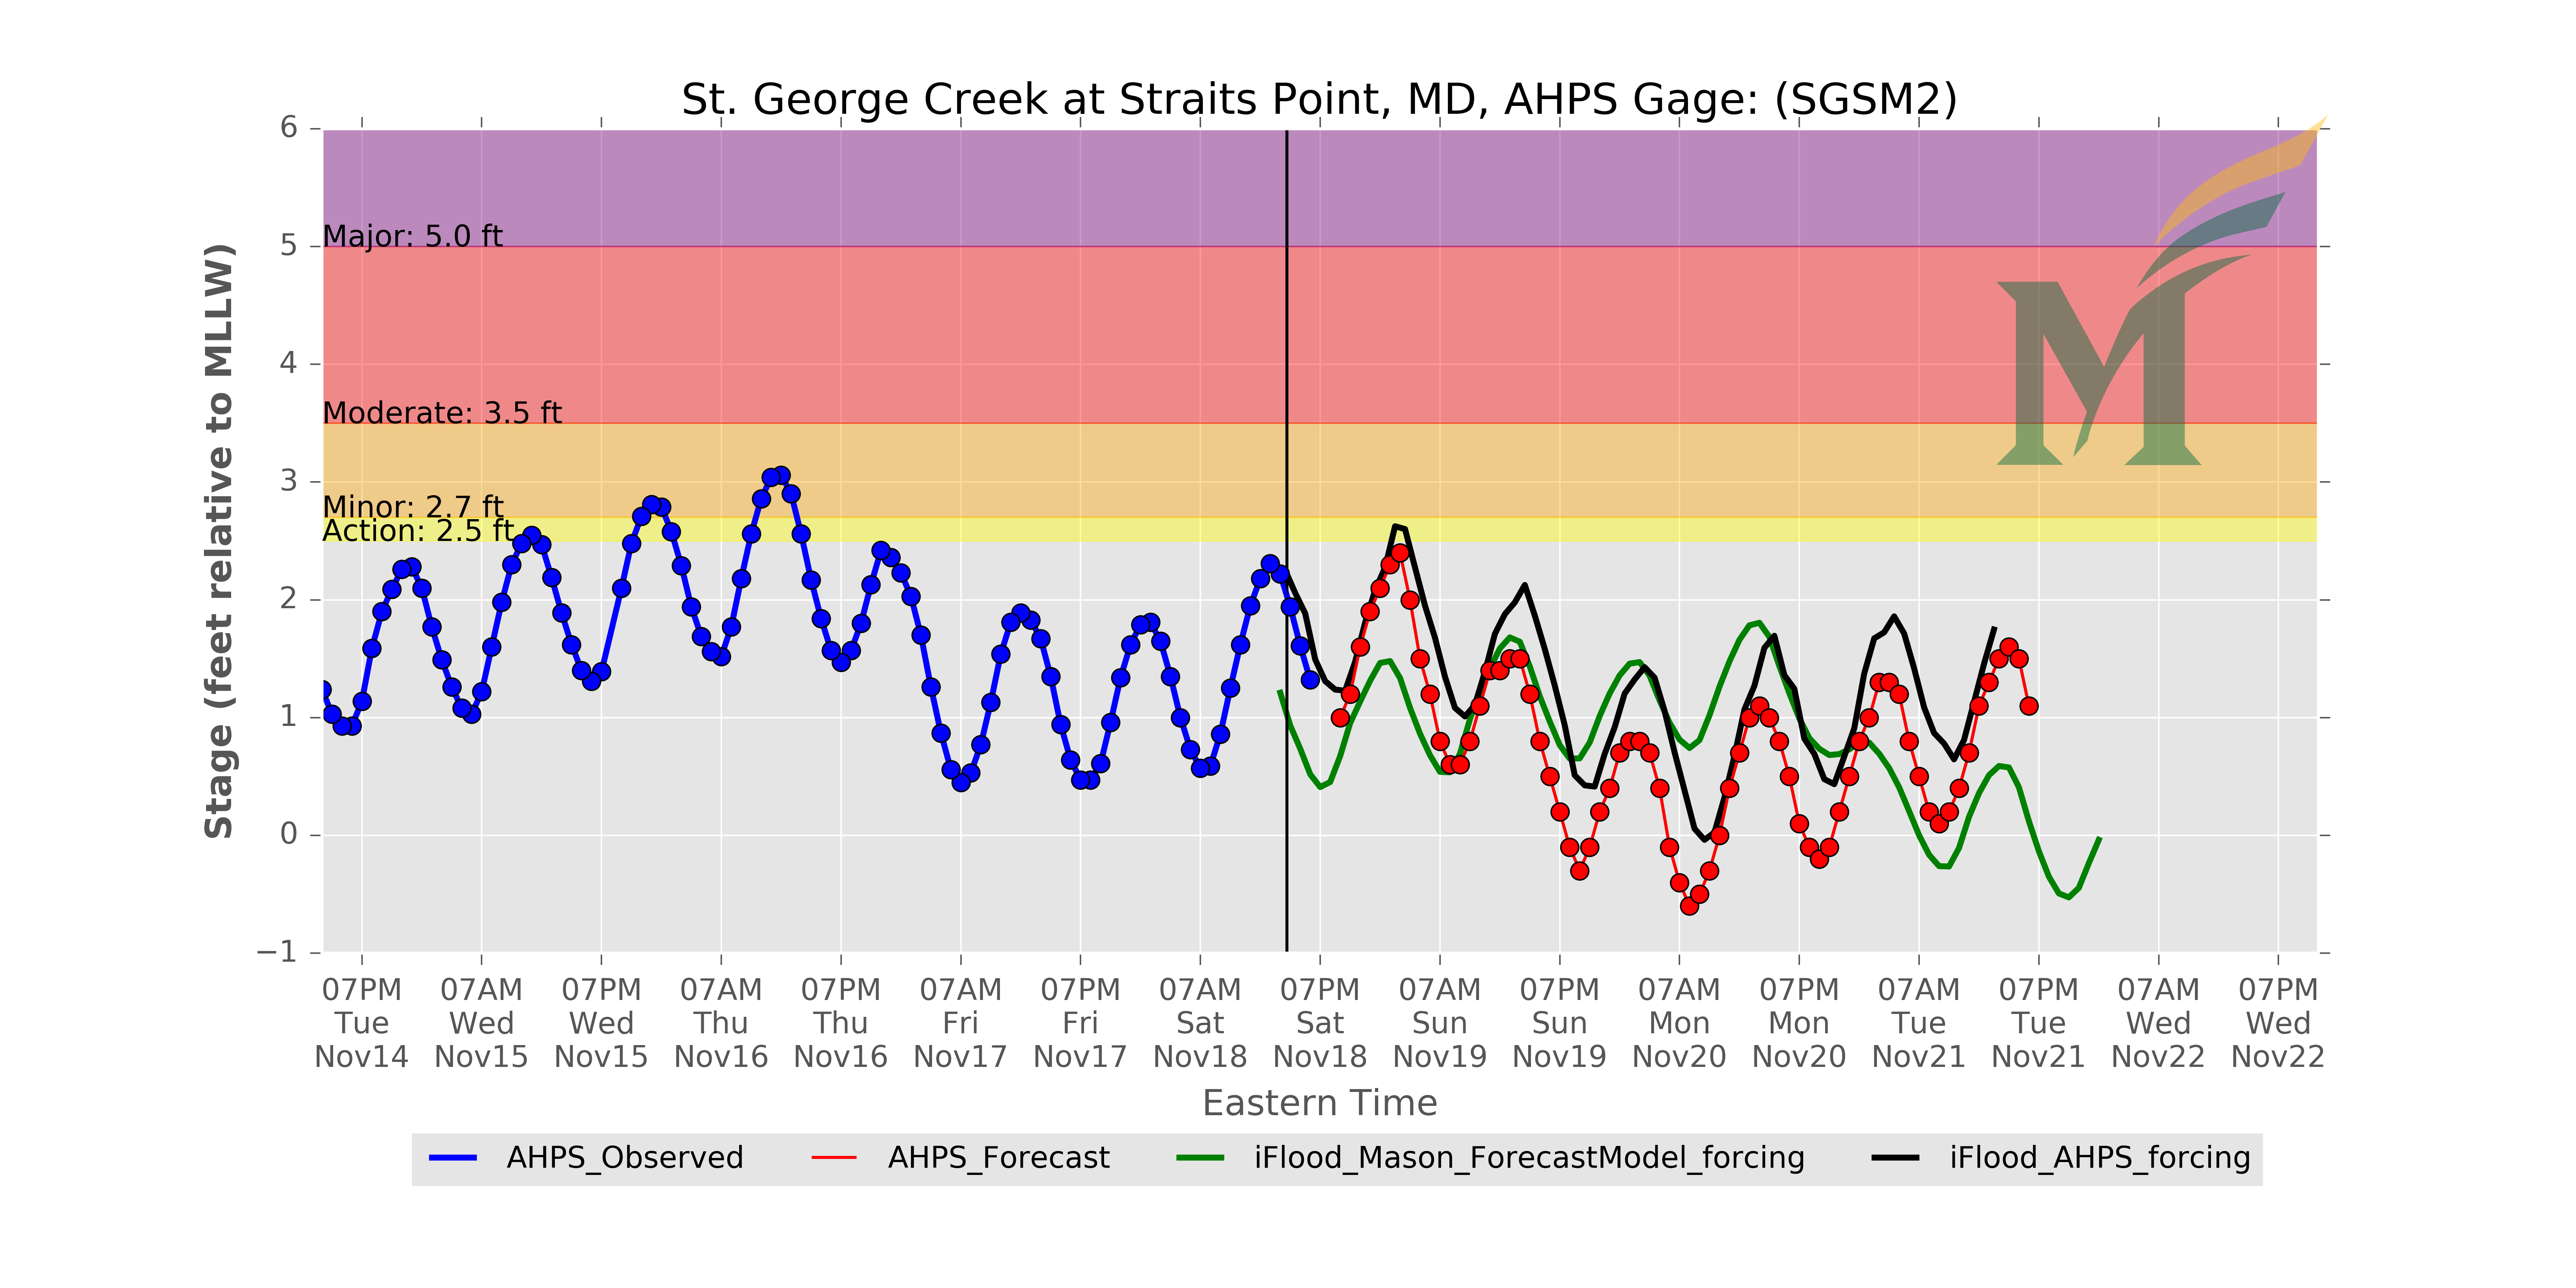 St. George Creek at Straits Point, MD, AHPS Gage: (SGSM2)
Stage (feet relative to MLLW)
6
5
4
3
2
1
0
−1
Major: 5.0 ft
Moderate: 3.5 ft
Minor: 2.7 ft
Action: 2.5 ft
M
07PM 07AM 07PM 07AM 07PM 07AM 07PM 07AM 07PM 07AM 07PM 07AM 07PM 07AM 07PM 07AM 07PM
Tue Wed Wed Thu Thu Fri Fri Sat Sat Sun Sun Mon Mon Tue Tue Wed Wed
Nov14 Nov15 Nov15 Nov16 Nov16 Nov17 Nov17 Nov18 Nov18 Nov19 Nov19 Nov20 Nov20 Nov21 Nov21 Nov22 Nov22
Eastern Time
AHPS_Observed AHPS_Forecast iFlood_Mason_ForecastModel_forcing iFlood_AHPS_forcing